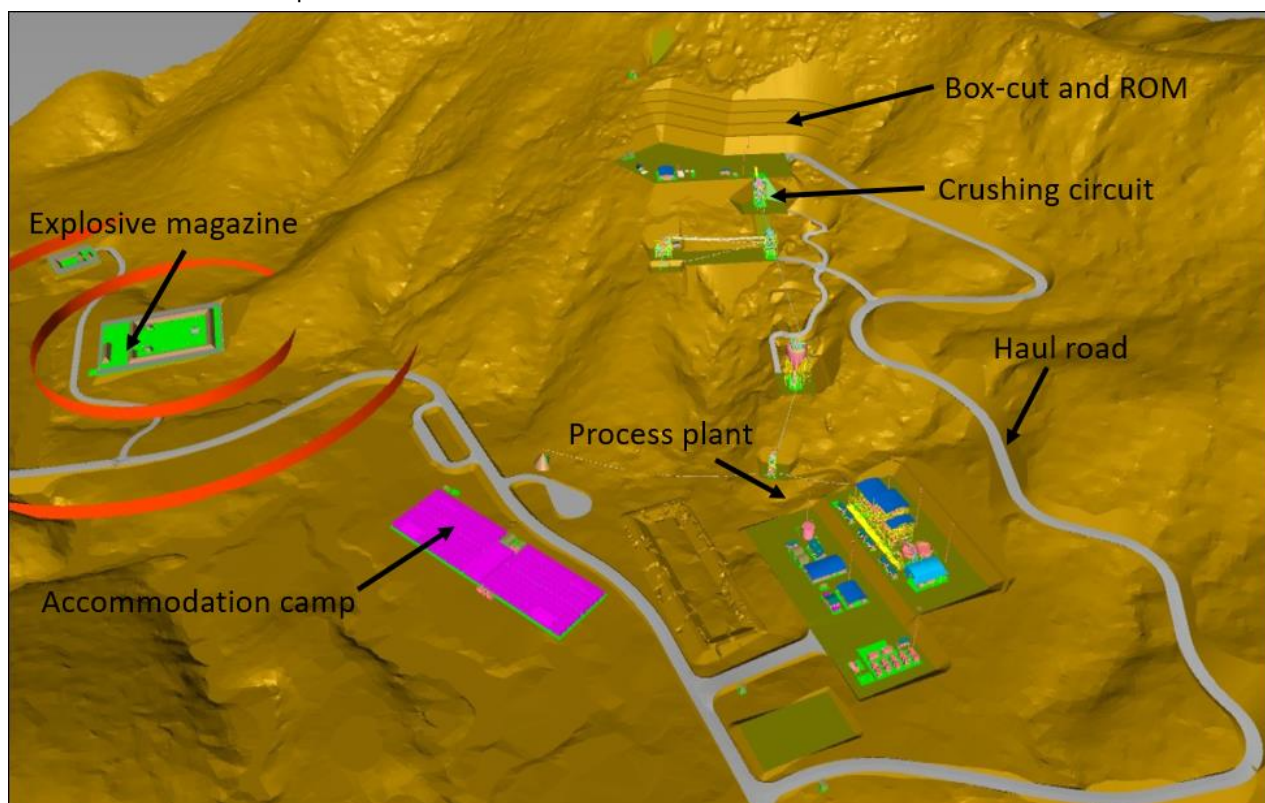 Box-cut and ROM
Crushing circuit
Explosive magazine
Haul road
Process plant
Accommodation camp